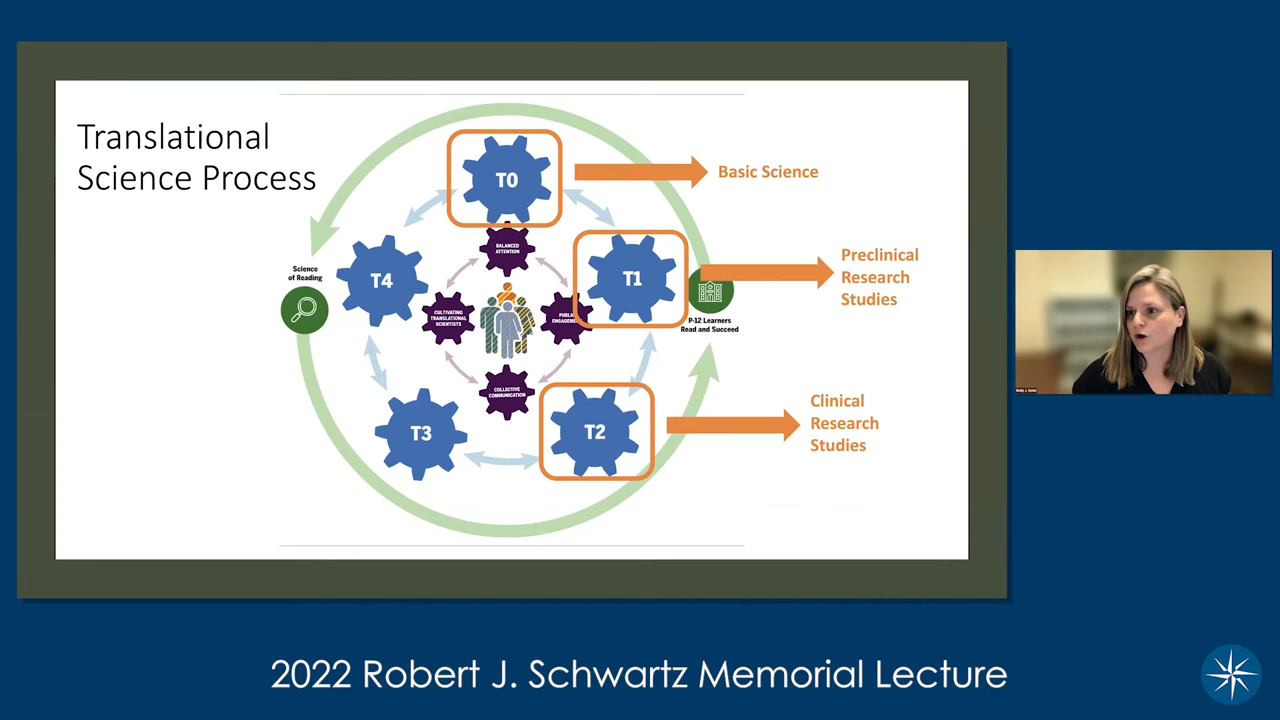 Translational
Science Process
T0
Basic Science
BALANCED
ATTENTION
Preclinical
Research
Studies
T1
T4
Science
of Reading
CULTIVATING
TRANSLATIONAL
SCIENTISTS
PUBLIC
P-12 Learners
Read and Succeed
COLLECTIVE
COMMUNICATION
Clinical
Research
Studies
T3
T2
2022 Robert J. Schwartz Memorial Lecture